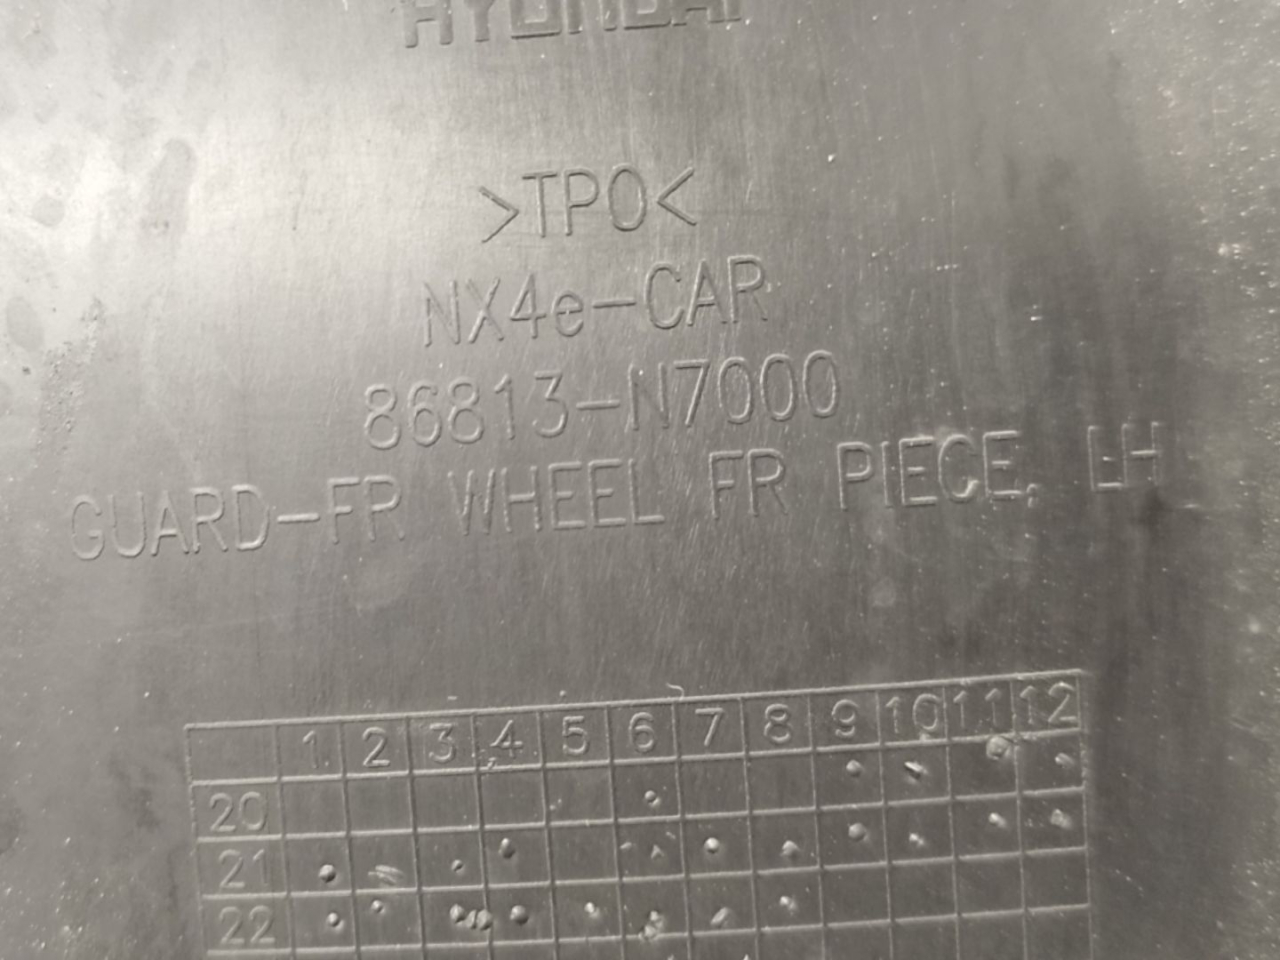 HYUNDAI
>TPO<
NX4e-CAR
86813-N7000
GUARD-FR WHEEL FR PIECE, LH
1 2 3 4 5 6 7 8 9 10 11 12
20
21
22